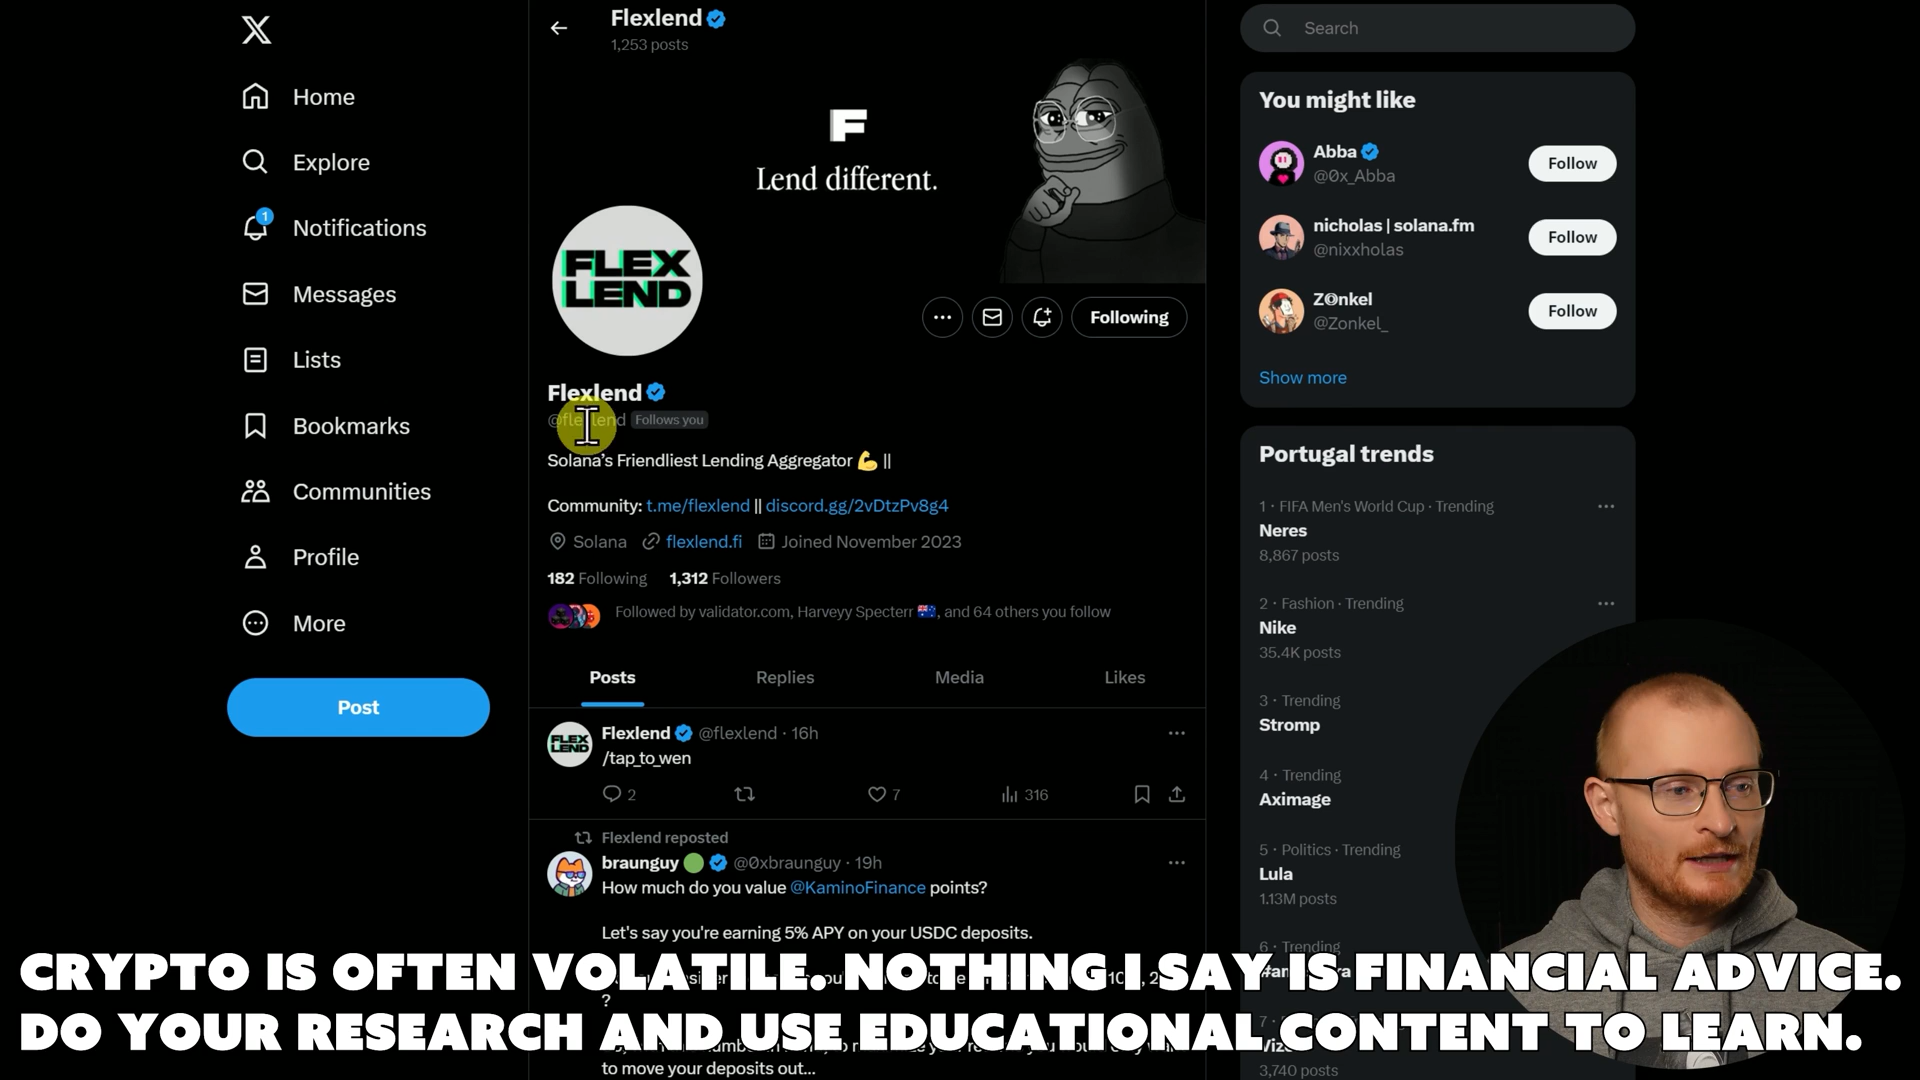 Home
Explore
1
Notifications
Messages
Lists
Bookmarks
Communities
Profile
More
Post
Flexlend
1,253 posts
F
Lend different.
FLEX
LEND
Following
Flexlend
Follows you
Solana's Friendliest Lending Aggregator 💪 ||
Community: t.me/flexlend || discord.gg/2vDtzPv8g4
Solana flexlend.fi Joined November 2023
182 Following 1,312 Followers
Followed by validator.com, Harveyy Specterr 🇦🇺, and 64 others you follow
Posts Replies Media Likes
FLEX
LEND
Flexlend @flexlend · 16h
/tap_to_wen
2 7 316
Flexlend reposted
braunguy 🟢 @0xbraunguy · 19h
How much do you value @KaminoFinance points?
Let's say you're earning 5% APY on your USDC deposits.
?
to move your deposits out...
Search
You might like
Abba
@0x_Abba
Follow
nicholas | solana.fm
@nixxholas
Follow
Z©nkel
@Zonkel_
Follow
Show more
Portugal trends
1 · FIFA Men's World Cup · Trending
Neres
8,867 posts
2 · Fashion · Trending
Nike
35.4K posts
3 · Trending
Stromp
4 · Trending
Aximage
5 · Politics · Trending
Lula
1.13M posts
6 · Trending
3,740 posts
CRYPTO IS OFTEN VOLATILE. NOTHING I SAY IS FINANCIAL ADVICE.
DO YOUR RESEARCH AND USE EDUCATIONAL CONTENT TO LEARN.